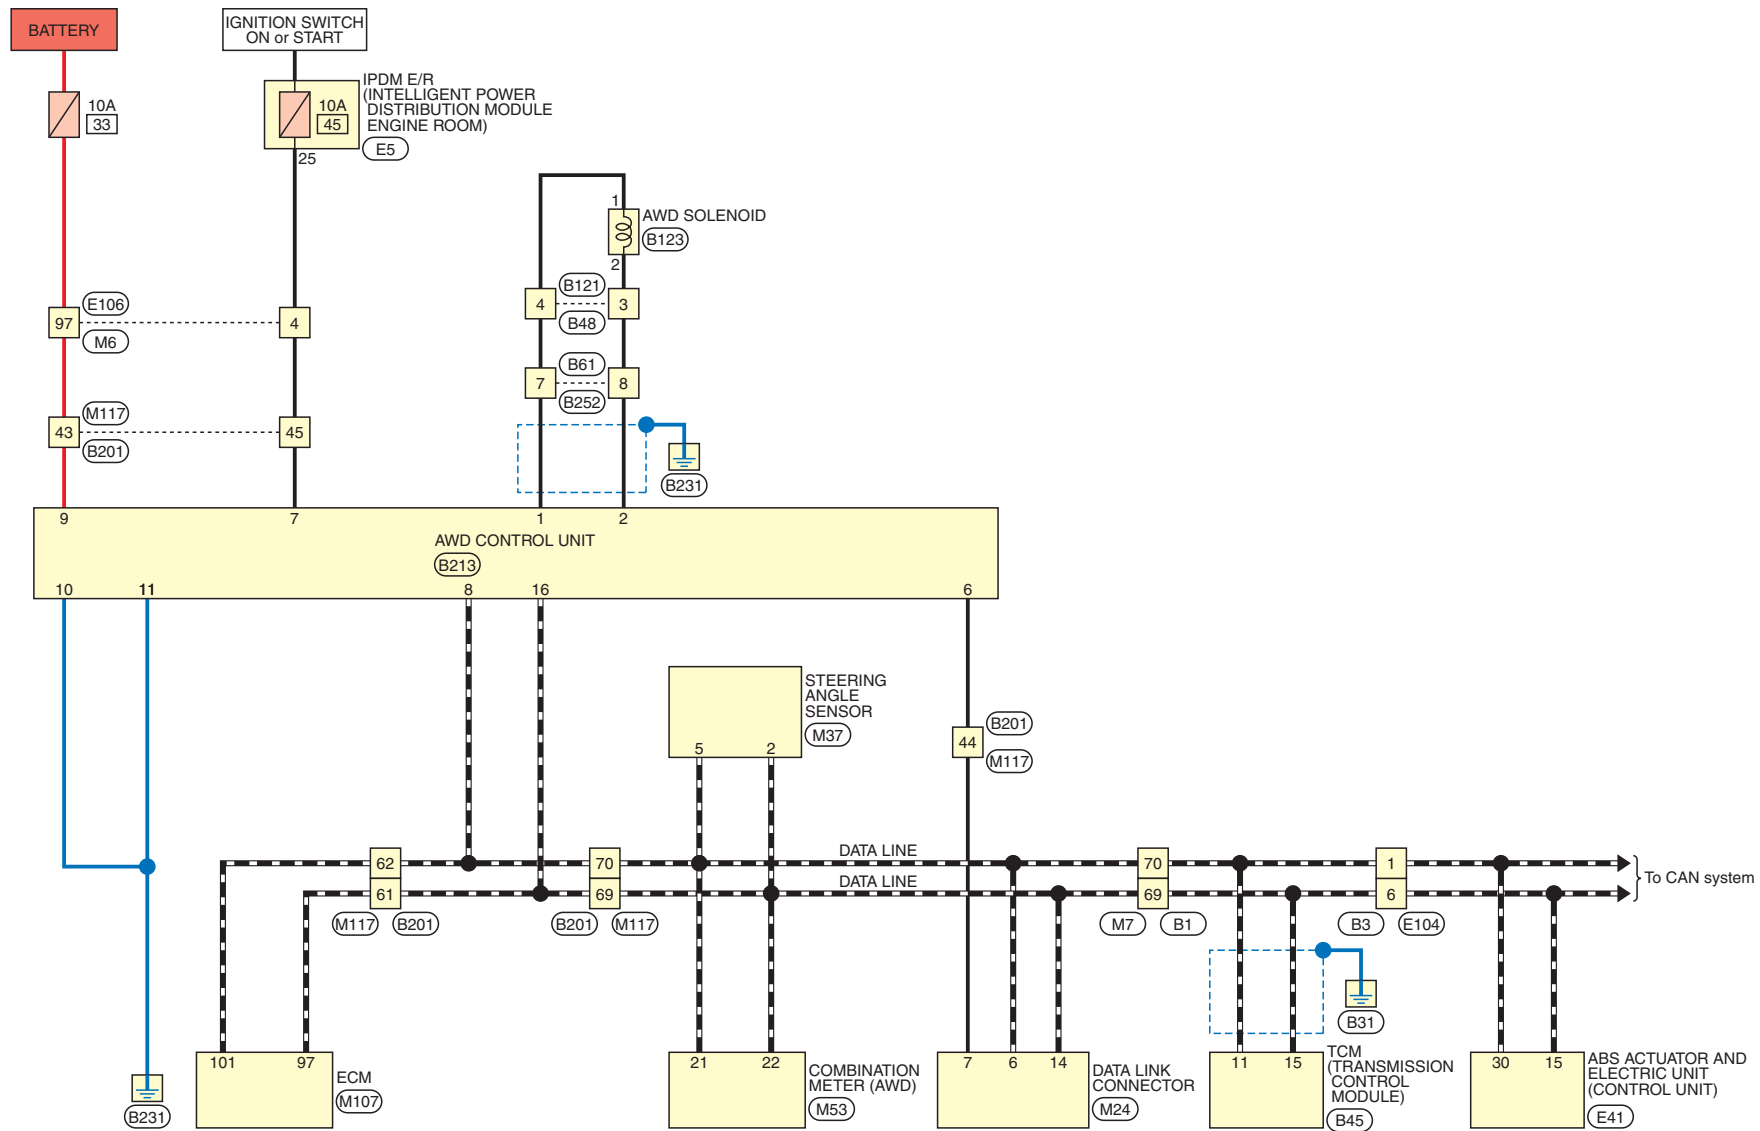 BATTERY
IGNITION SWITCH
ON or START
10A
33
10A
45
25
IPDM E/R
(INTELLIGENT POWER
DISTRIBUTION MODULE
ENGINE ROOM)
E5
1
AWD SOLENOID
B123
2
E106
97
4
M6
B121
4
3
B48
B61
7
8
B252
M117
43
45
B201
B231
9
7
1
2
AWD CONTROL UNIT
B213
10
11
8
16
6
STEERING
ANGLE
SENSOR
M37
5
2
B201
44
M117
62
70
DATA LINE
70
1
61
69
DATA LINE
69
6
To CAN system
M117
B201
B201
M117
M7
B1
B3
E104
B31
B231
101
97
ECM
M107
21
22
COMBINATION
METER (AWD)
M53
7
6
14
DATA LINK
CONNECTOR
M24
11
15
TCM
(TRANSMISSION
CONTROL
MODULE)
B45
30
15
ABS ACTUATOR AND
ELECTRIC UNIT
(CONTROL UNIT)
E41